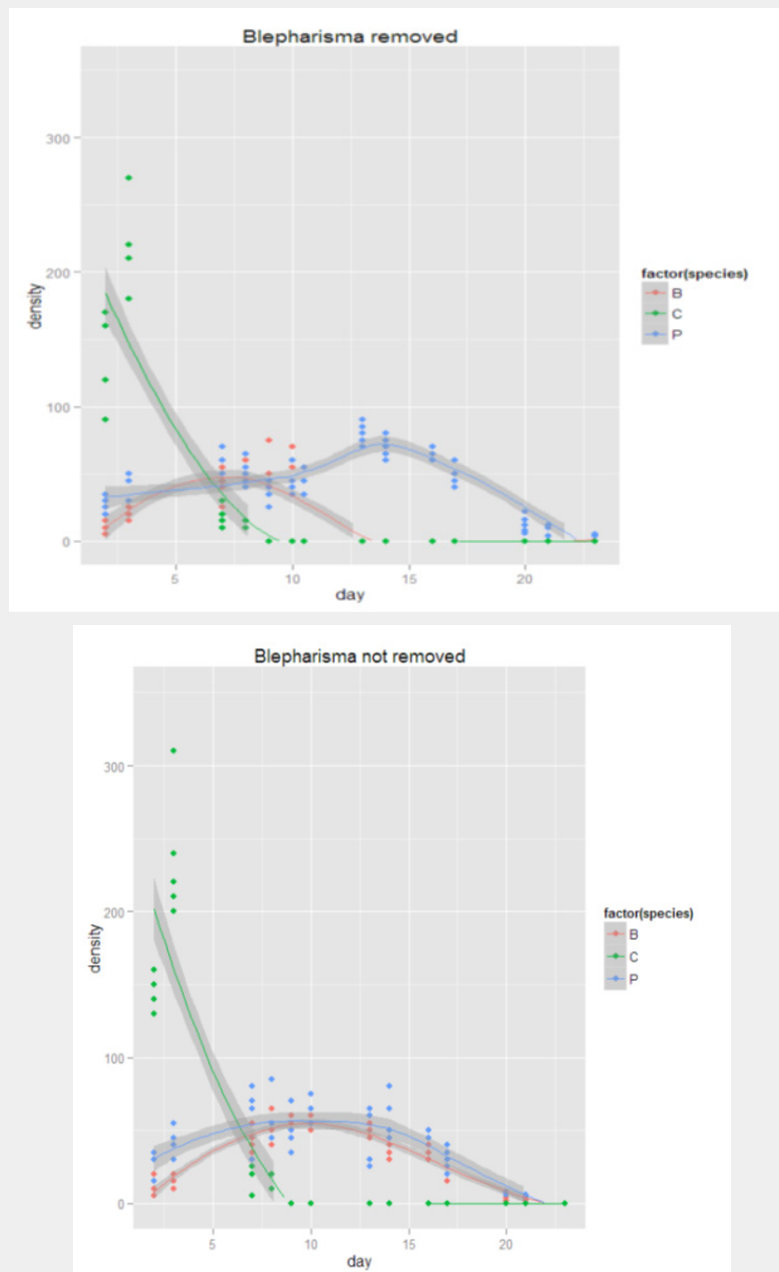 Blepharisma removed
300
200
100
0
density
5
10
15
20
day
factor(species)
B
C
P
Blepharisma not removed
300
200
100
0
density
5
10
15
20
day
factor(species)
B
C
P